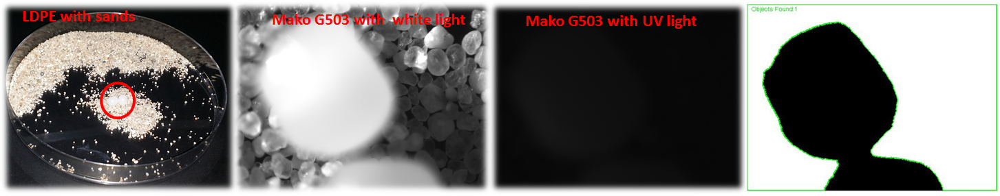 LDPE with sands
Mako G503 with white light
Mako G503 with UV light
Objects Found:1